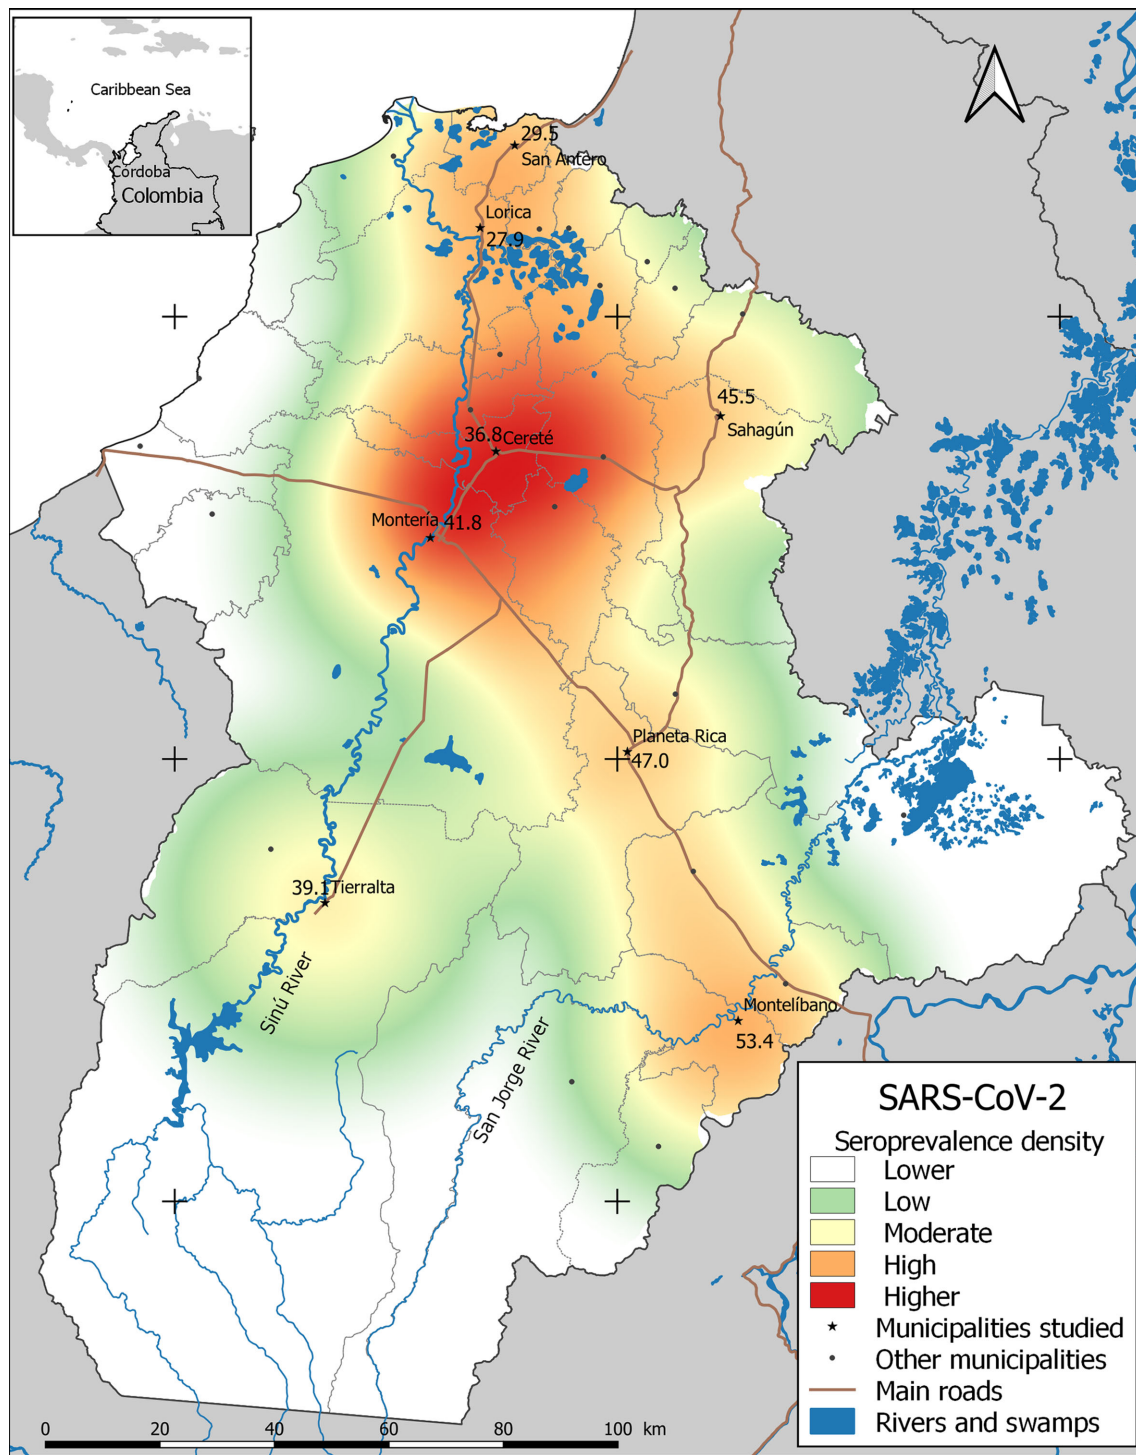 Caribbean Sea
Córdoba
Colombia
29.5
San Antero
Lorica
27.9
45.5
Sahagún
36.8 Cereté
Montería 41.8
Planeta Rica
47.0
39.1 Tierralta
Sinú River
Montelíbano
53.4
San Jorge River
SARS-CoV-2
Seroprevalence density
Lower
Low
Moderate
High
Higher
Municipalities studied
Other municipalities
Main roads
Rivers and swamps
0 20 40 60 80 100 km